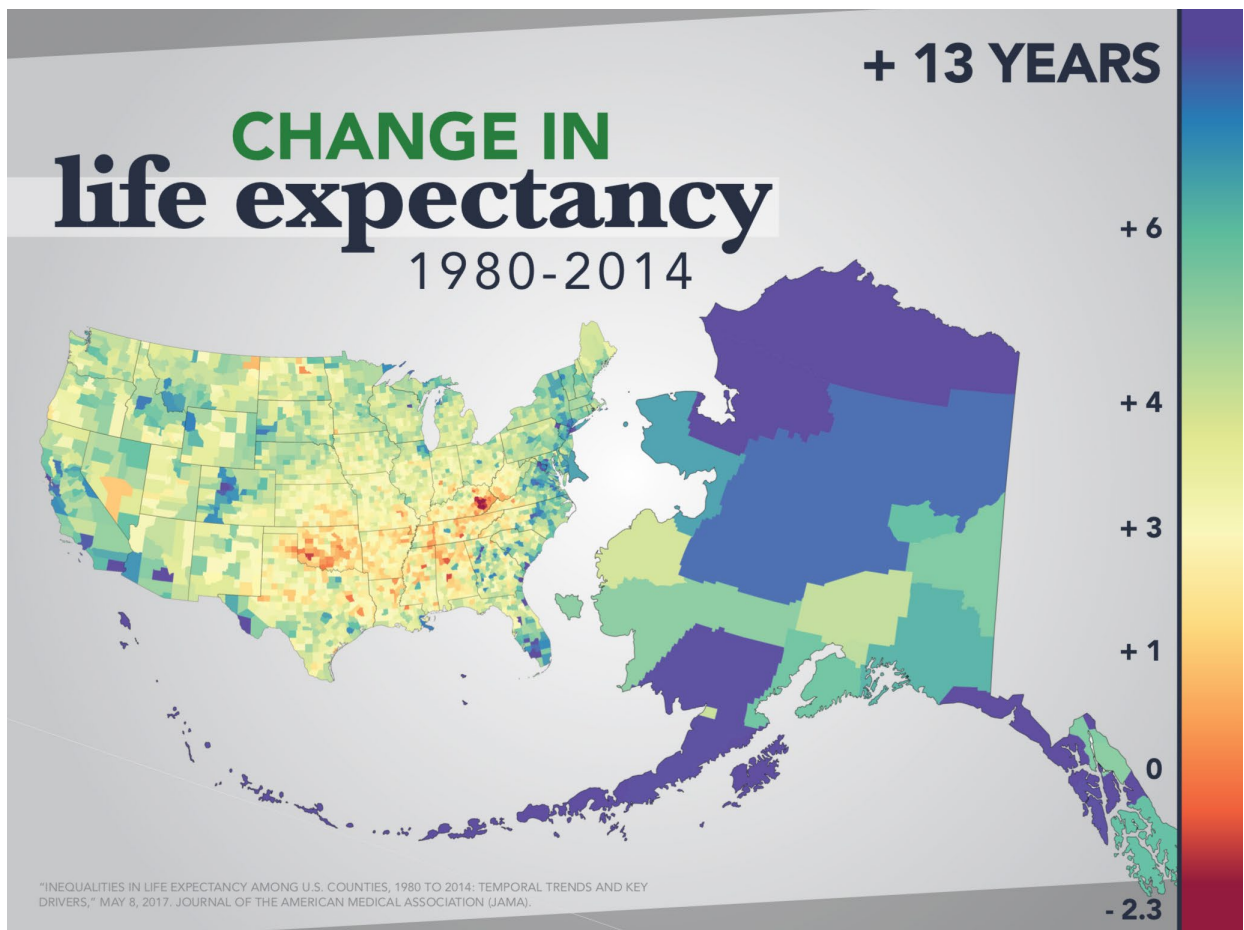 + 13 YEARS
CHANGE IN
life expectancy
1980-2014
+ 6
+ 4
+ 3
+ 1
0
- 2.3
"INEQUALITIES IN LIFE EXPECTANCY AMONG U.S. COUNTIES, 1980 TO 2014: TEMPORAL TRENDS AND KEY
DRIVERS," MAY 8, 2017. JOURNAL OF THE AMERICAN MEDICAL ASSOCIATION (JAMA).